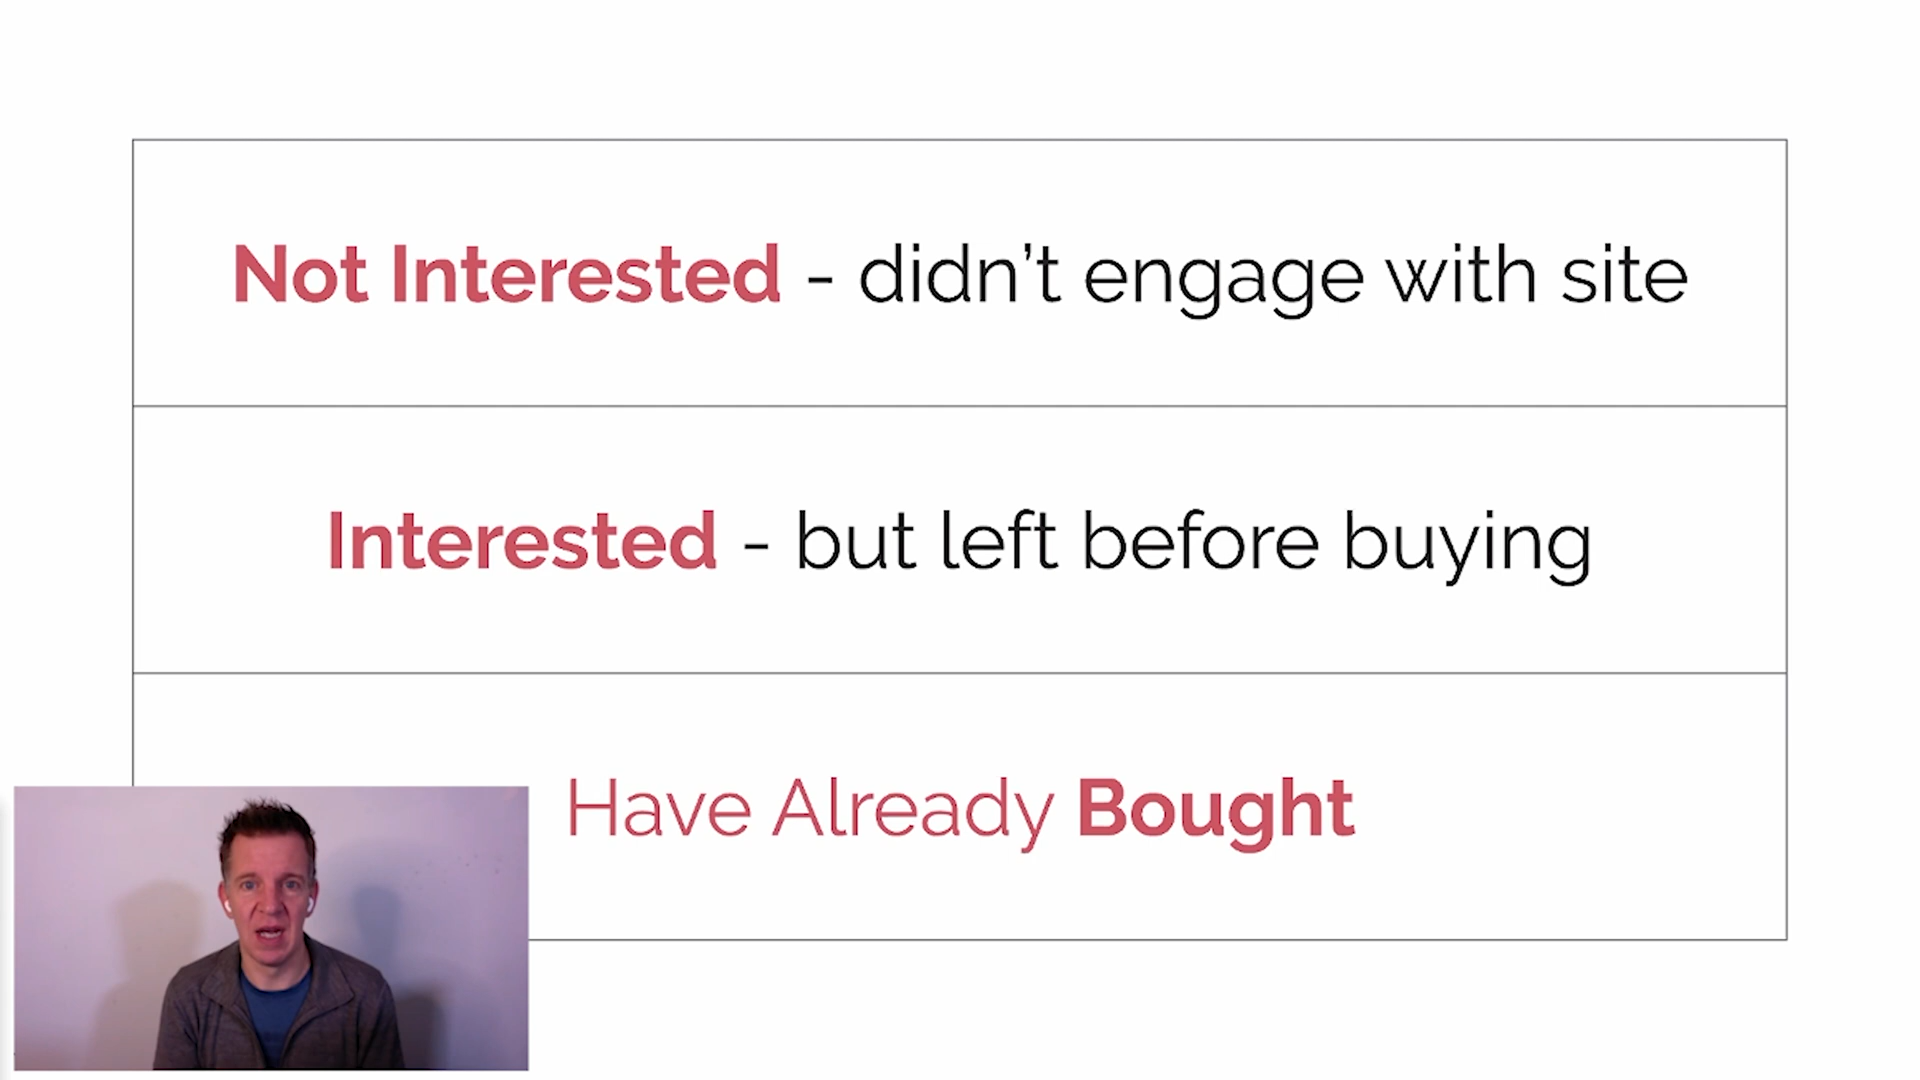 Not Interested - didn’t engage with site
Interested - but left before buying
Have Already Bought